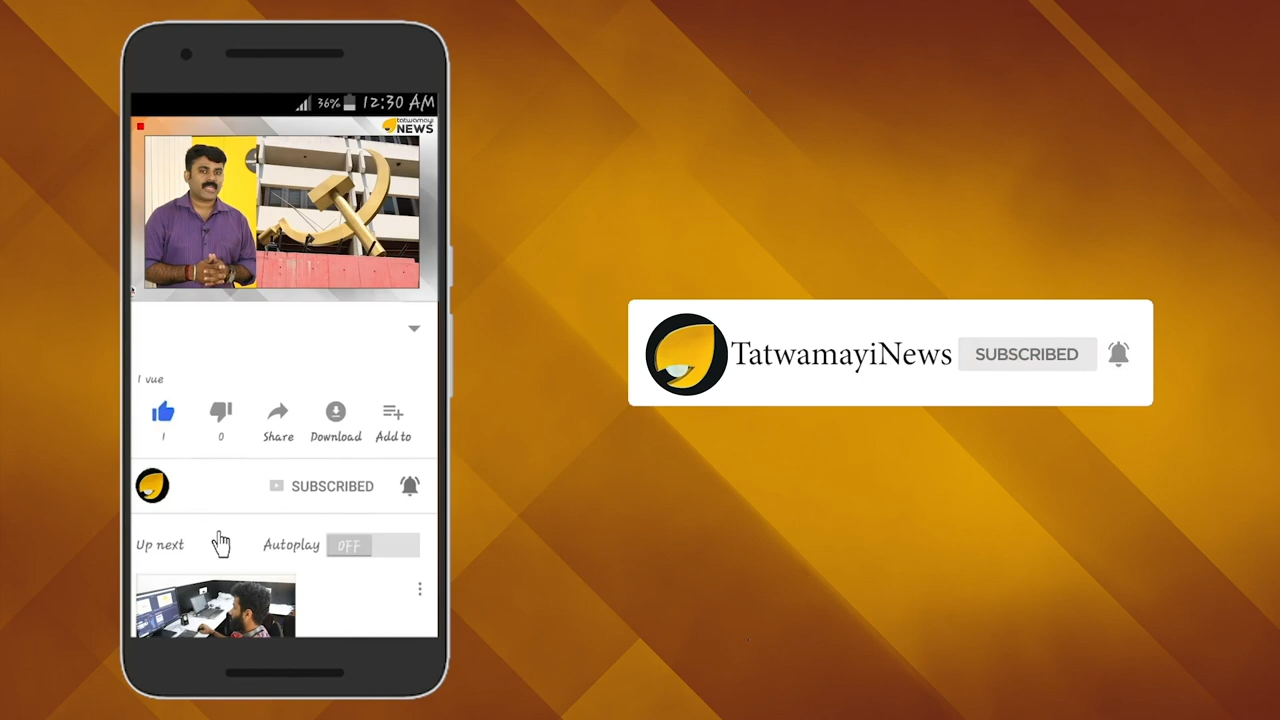 36% 12:30 AM
tatwamayi
NEWS
1 vue
1 0 Share Download Add to
SUBSCRIBED
Up next Autoplay OFF
TatwamayiNews SUBSCRIBED